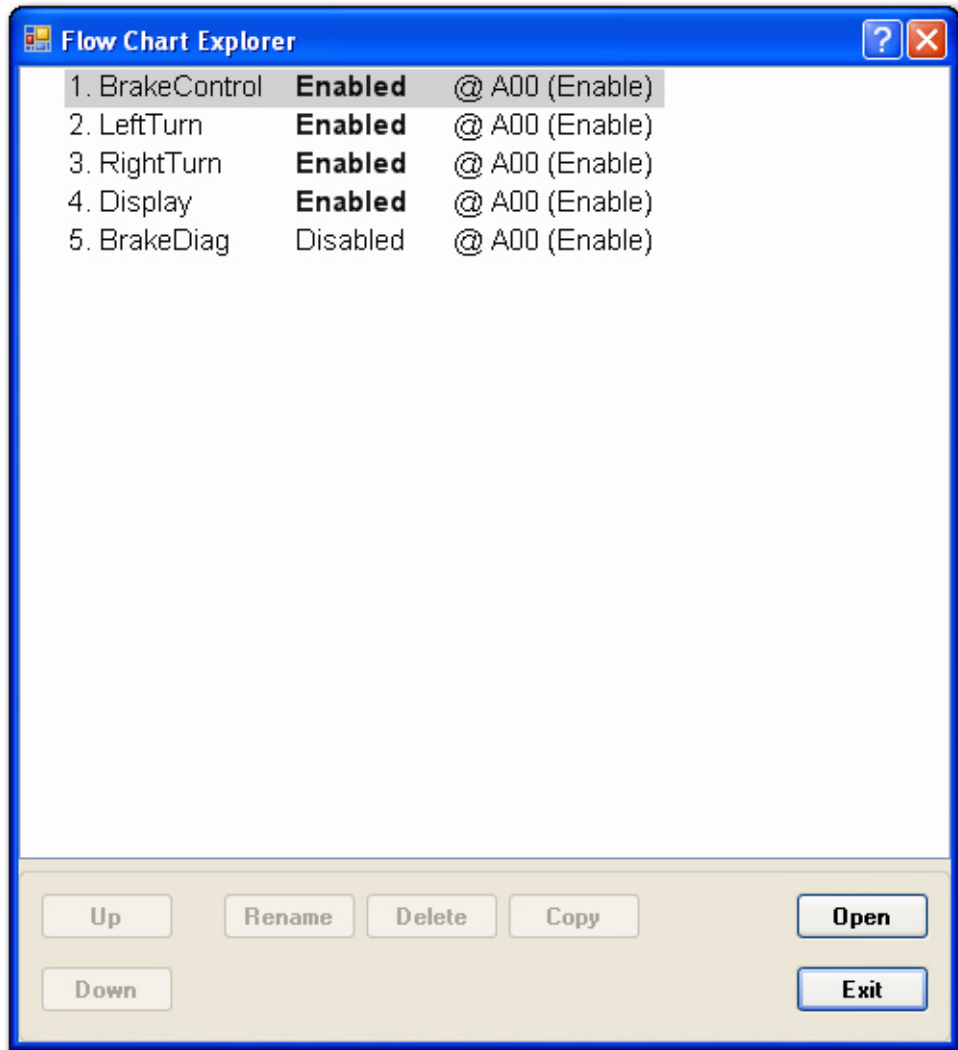 Flow Chart Explorer
1. BrakeControl Enabled @ A00 (Enable)
2. LeftTurn Enabled @ A00 (Enable)
3. RightTurn Enabled @ A00 (Enable)
4. Display Enabled @ A00 (Enable)
5. BrakeDiag Disabled @ A00 (Enable)
Up Rename Delete Copy Open
Down Exit